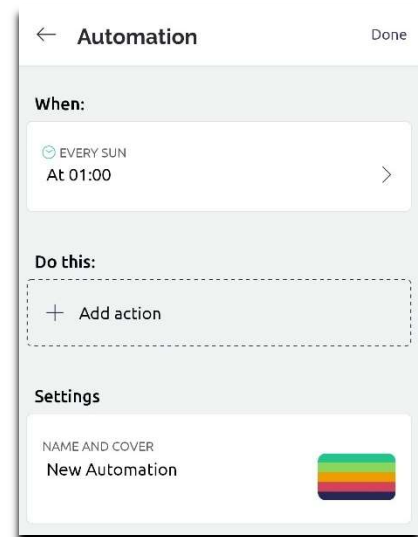 Automation
Done
When:
EVERY SUN
At 01:00
Do this:
Add action
Settings
NAME AND COVER
New Automation